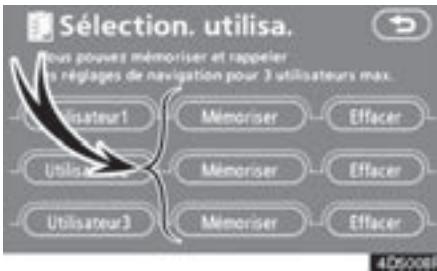 Sélection. utilisa.
pouvez mémoriser et rappeler
réglages de navigation pour 3 utilisateurs max.
Mémoriser Effacer
Mémoriser Effacer
Utilisateur3 Mémoriser Effacer